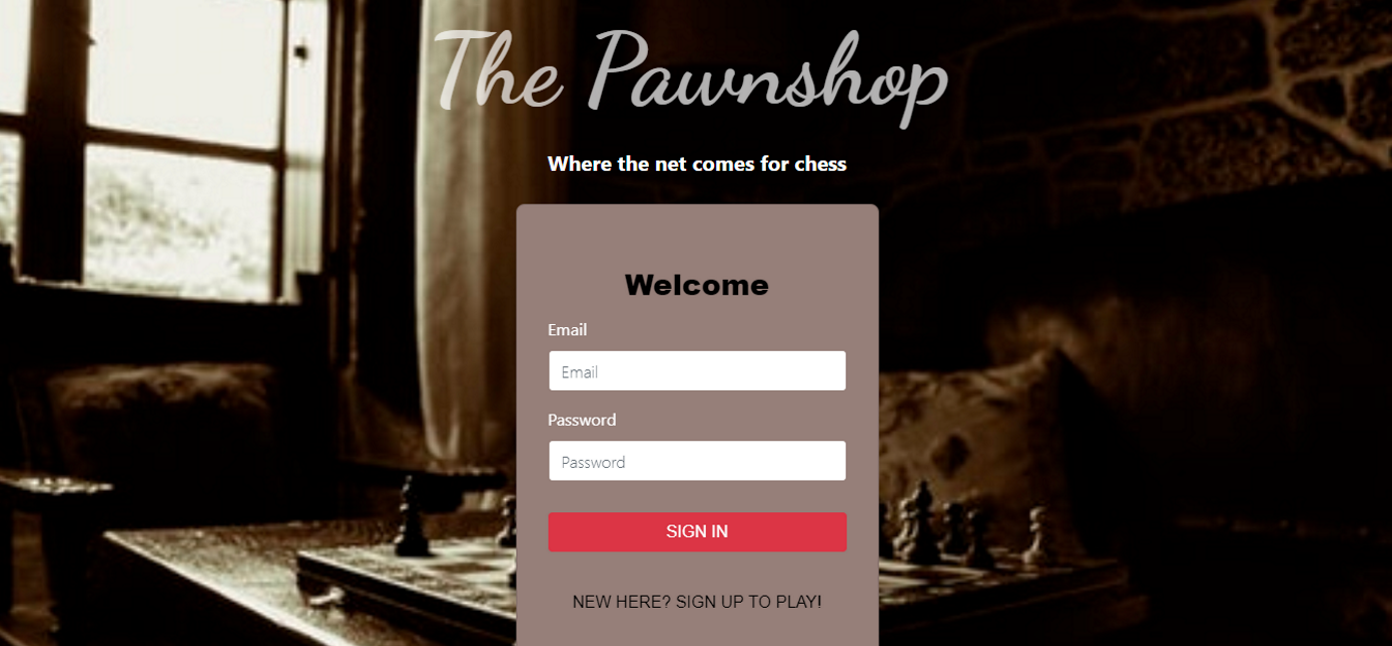 The Pawnshop
Where the net comes for chess
Welcome
Email
Email
Password
Password
SIGN IN
NEW HERE? SIGN UP TO PLAY!